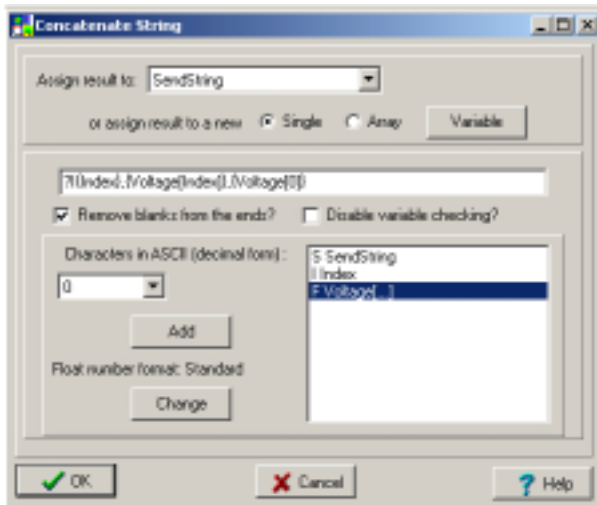 Concatenate String
Assign result to: SendString
or assign result to a new Single Array Variable
(Index),(Voltage(Index)),(Voltage(0))
Remove blanks from the ends? Disable variable checking?
Characters in ASCII (decimal form):
0
S SendString
I Index
F Voltage[...]
Add
Float number format: Standard
Change
OK Cancel Help